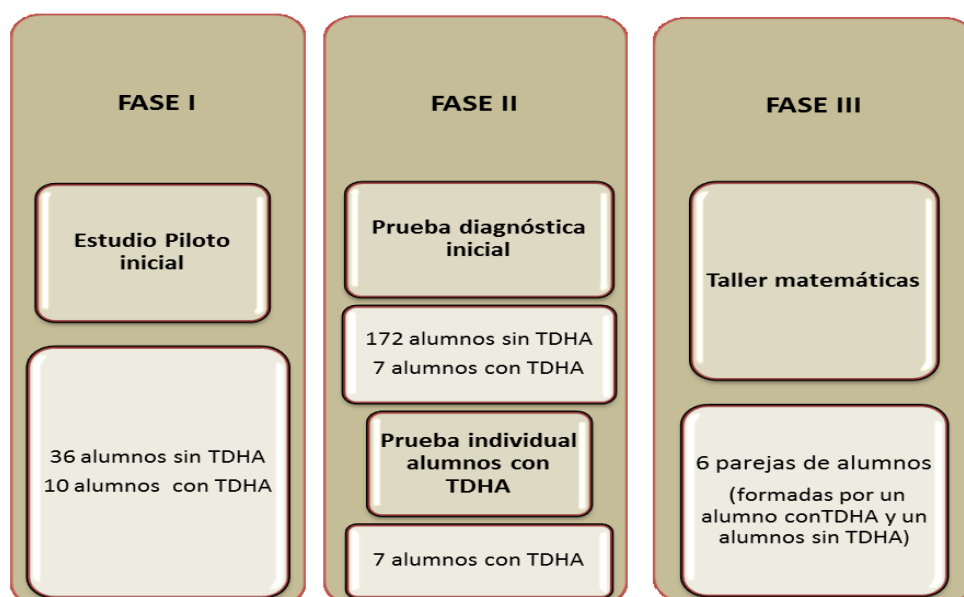 FASE I
Estudio Piloto
inicial
36 alumnos sin TDHA
10 alumnos con TDHA
FASE II
Prueba diagnóstica
inicial
172 alumnos sin TDHA
7 alumnos con TDHA
Prueba individual
alumnos con
TDHA
7 alumnos con TDHA
FASE III
Taller matemáticas
6 parejas de alumnos
(formadas por un
alumno conTDHA y un
alumnos sin TDHA)